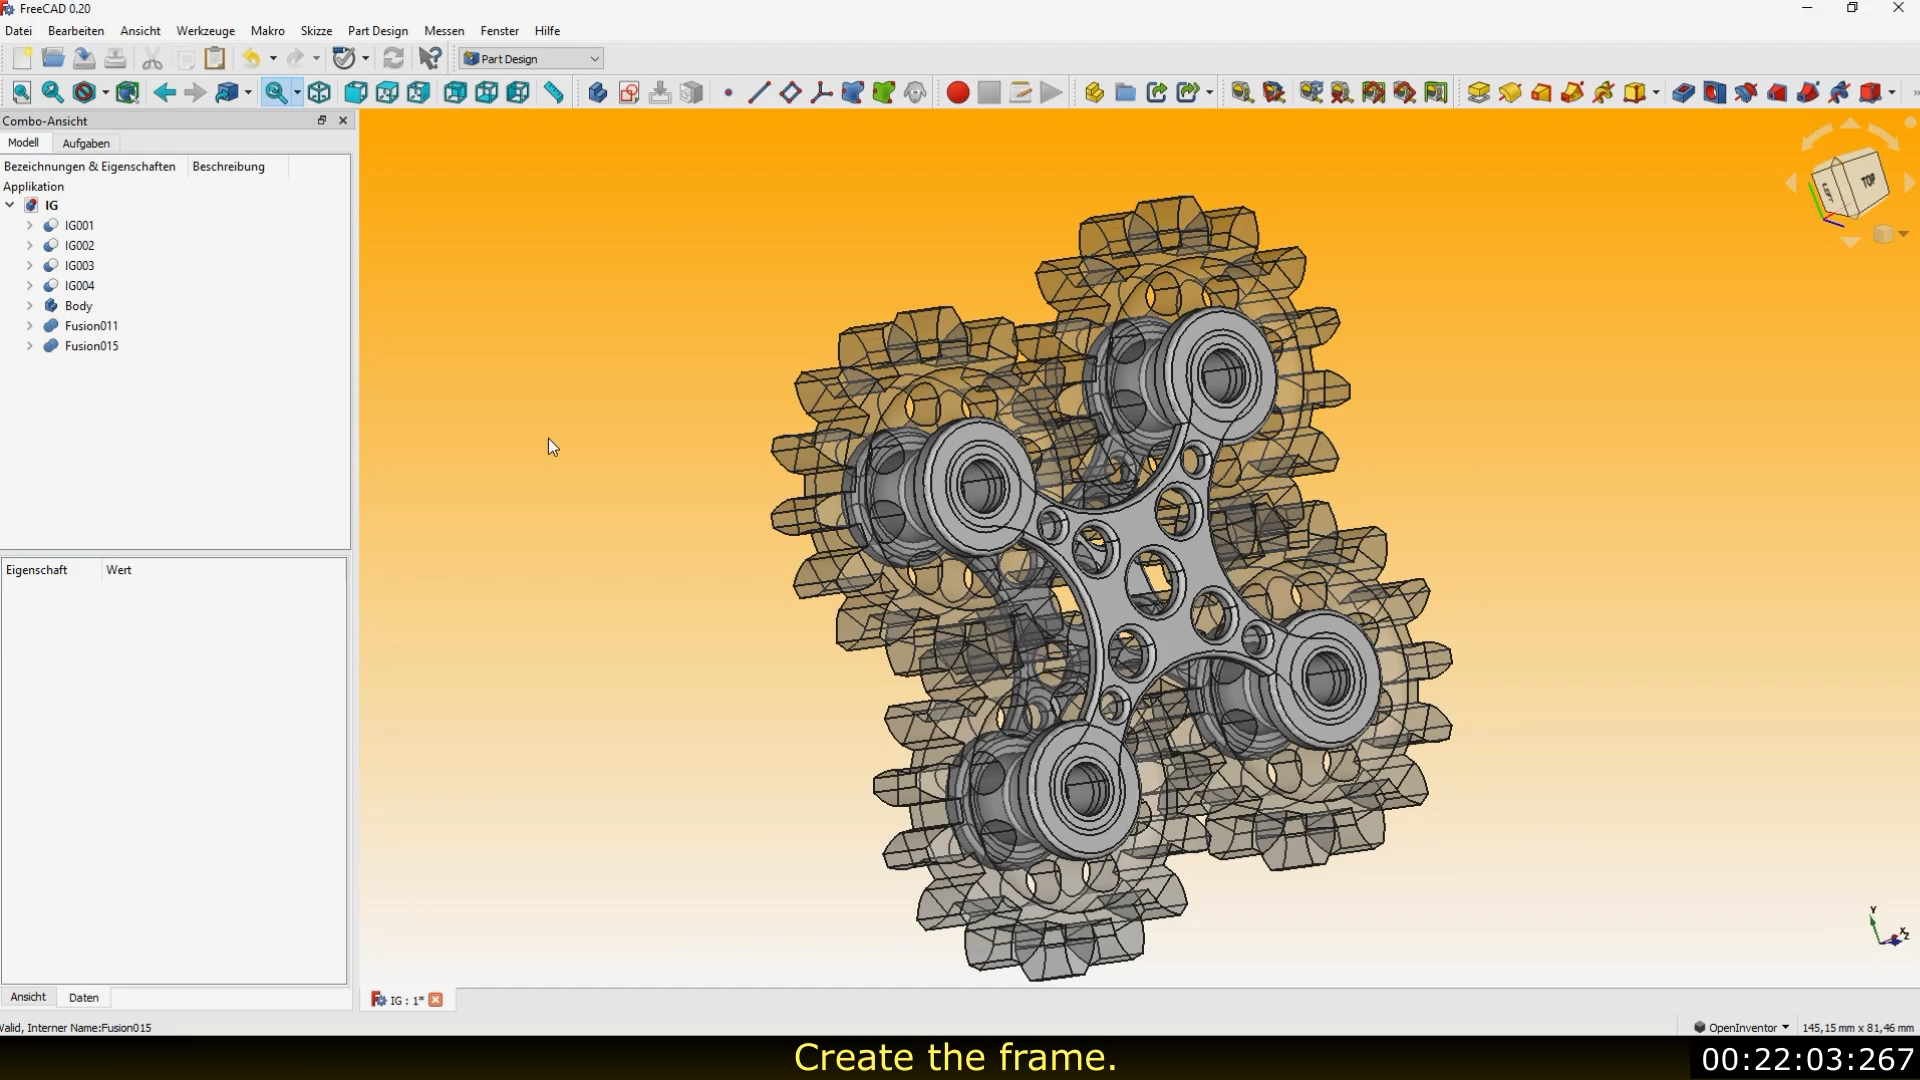 FreeCAD 0.20
Datei Bearbeiten Ansicht Werkzeuge Makro Skizze Part Design Messen Fenster Hilfe
Part Design
Combo-Ansicht
Modell Aufgaben
Bezeichnungen & Eigenschaften Beschreibung
Applikation
IG
IG001
IG002
IG003
IG004
Body
Fusion011
Fusion015
LEFT TOP
Eigenschaft Wert
Y
X
Z
Ansicht Daten
IG : 1*
Valid, Interner Name:Fusion015
OpenInventor 145,15 mm x 81,46 mm
Create the frame.
00:22:03:267